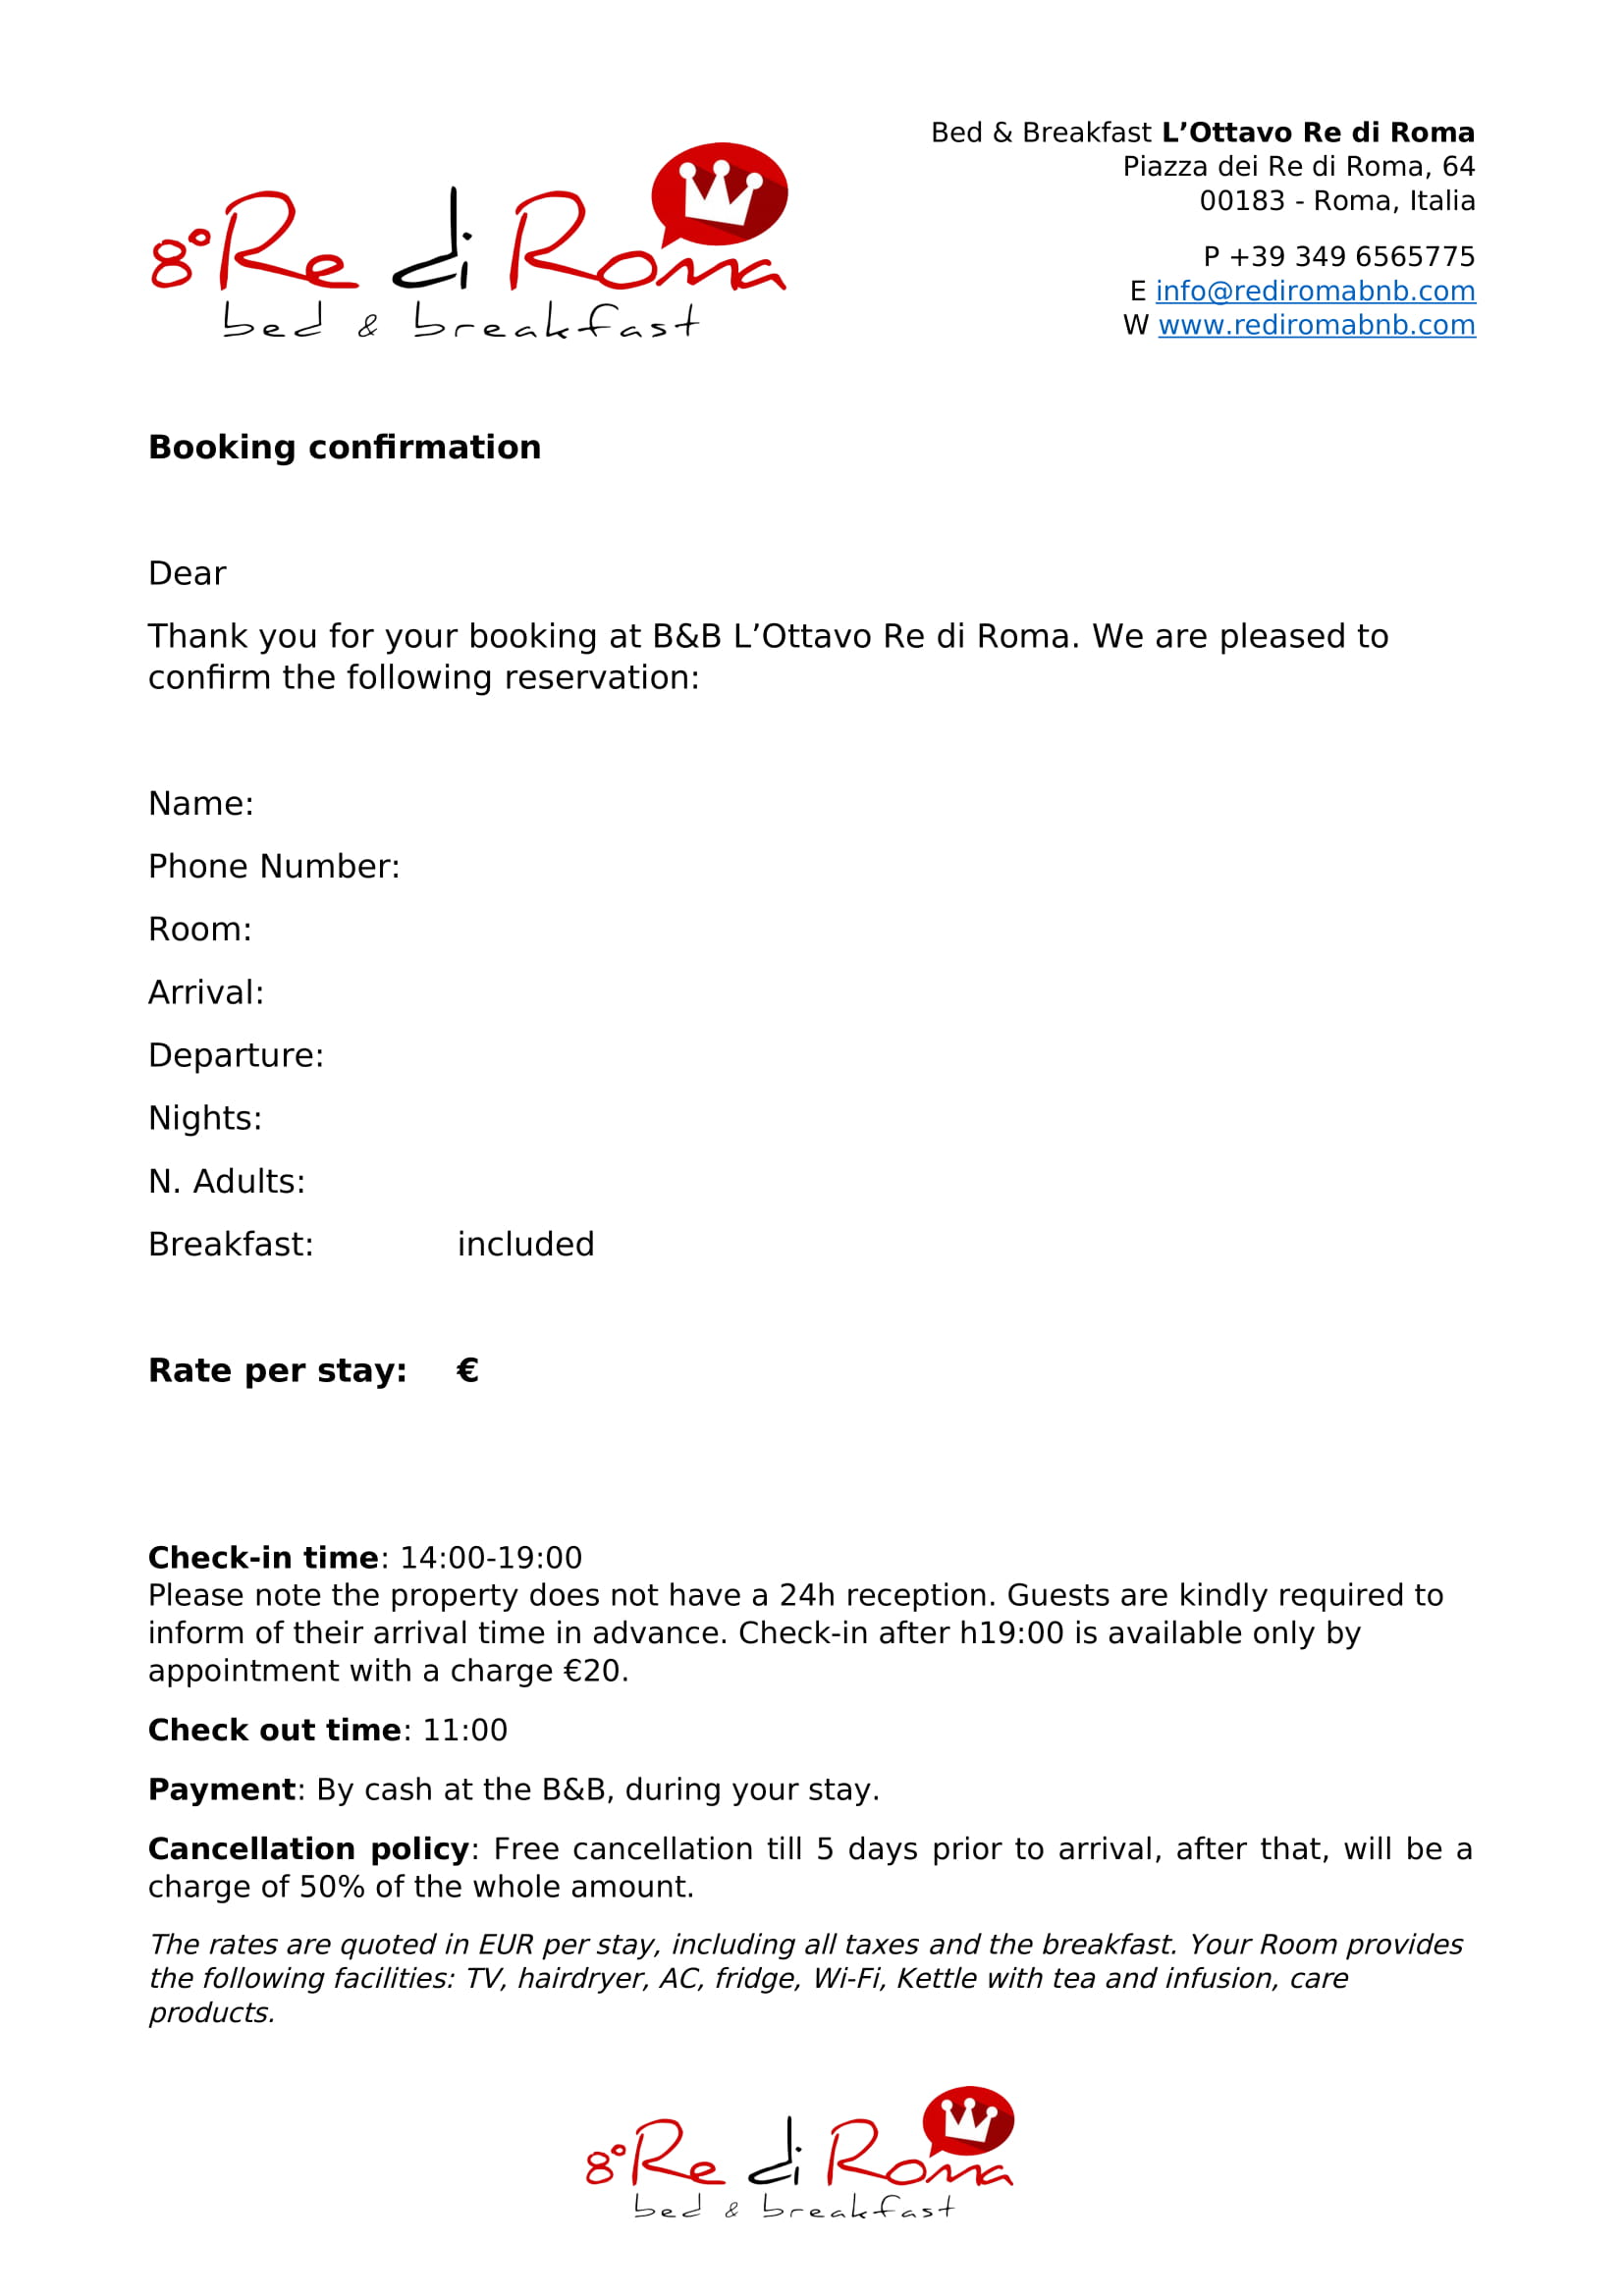 8° Re di Roma
bed & breakfast
Bed & Breakfast L’Ottavo Re di Roma
Piazza dei Re di Roma, 64
00183 - Roma, Italia
P +39 349 6565775
E info@rediromabnb.com
W www.rediromabnb.com
Booking confirmation
Dear
Thank you for your booking at B&B L’Ottavo Re di Roma. We are pleased to
confirm the following reservation:
Name:
Phone Number:
Room:
Arrival:
Departure:
Nights:
N. Adults:
Breakfast: included
Rate per stay: €
Check-in time: 14:00-19:00
Please note the property does not have a 24h reception. Guests are kindly required to
inform of their arrival time in advance. Check-in after h19:00 is available only by
appointment with a charge €20.
Check out time: 11:00
Payment: By cash at the B&B, during your stay.
Cancellation policy: Free cancellation till 5 days prior to arrival, after that, will be a
charge of 50% of the whole amount.
The rates are quoted in EUR per stay, including all taxes and the breakfast. Your Room provides
the following facilities: TV, hairdryer, AC, fridge, Wi-Fi, Kettle with tea and infusion, care
products.
8° Re di Roma
bed & breakfast